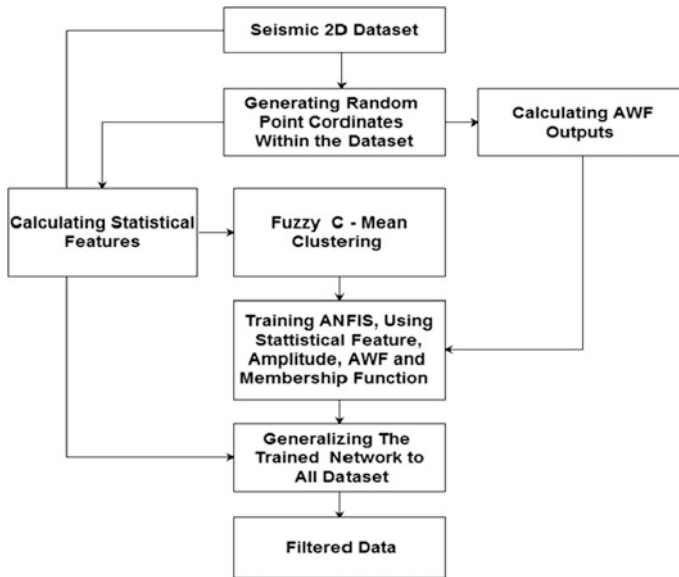 Seismic 2D Dataset
Generating Random
Point Cordinates
Within the Dataset
Calculating AWF
Outputs
Calculating Statistical
Features
Fuzzy C - Mean
Clustering
Training ANFIS, Using
Stattistical Feature,
Amplitude, AWF and
Membership Function
Generalizing The
Trained Network to
All Dataset
Filtered Data